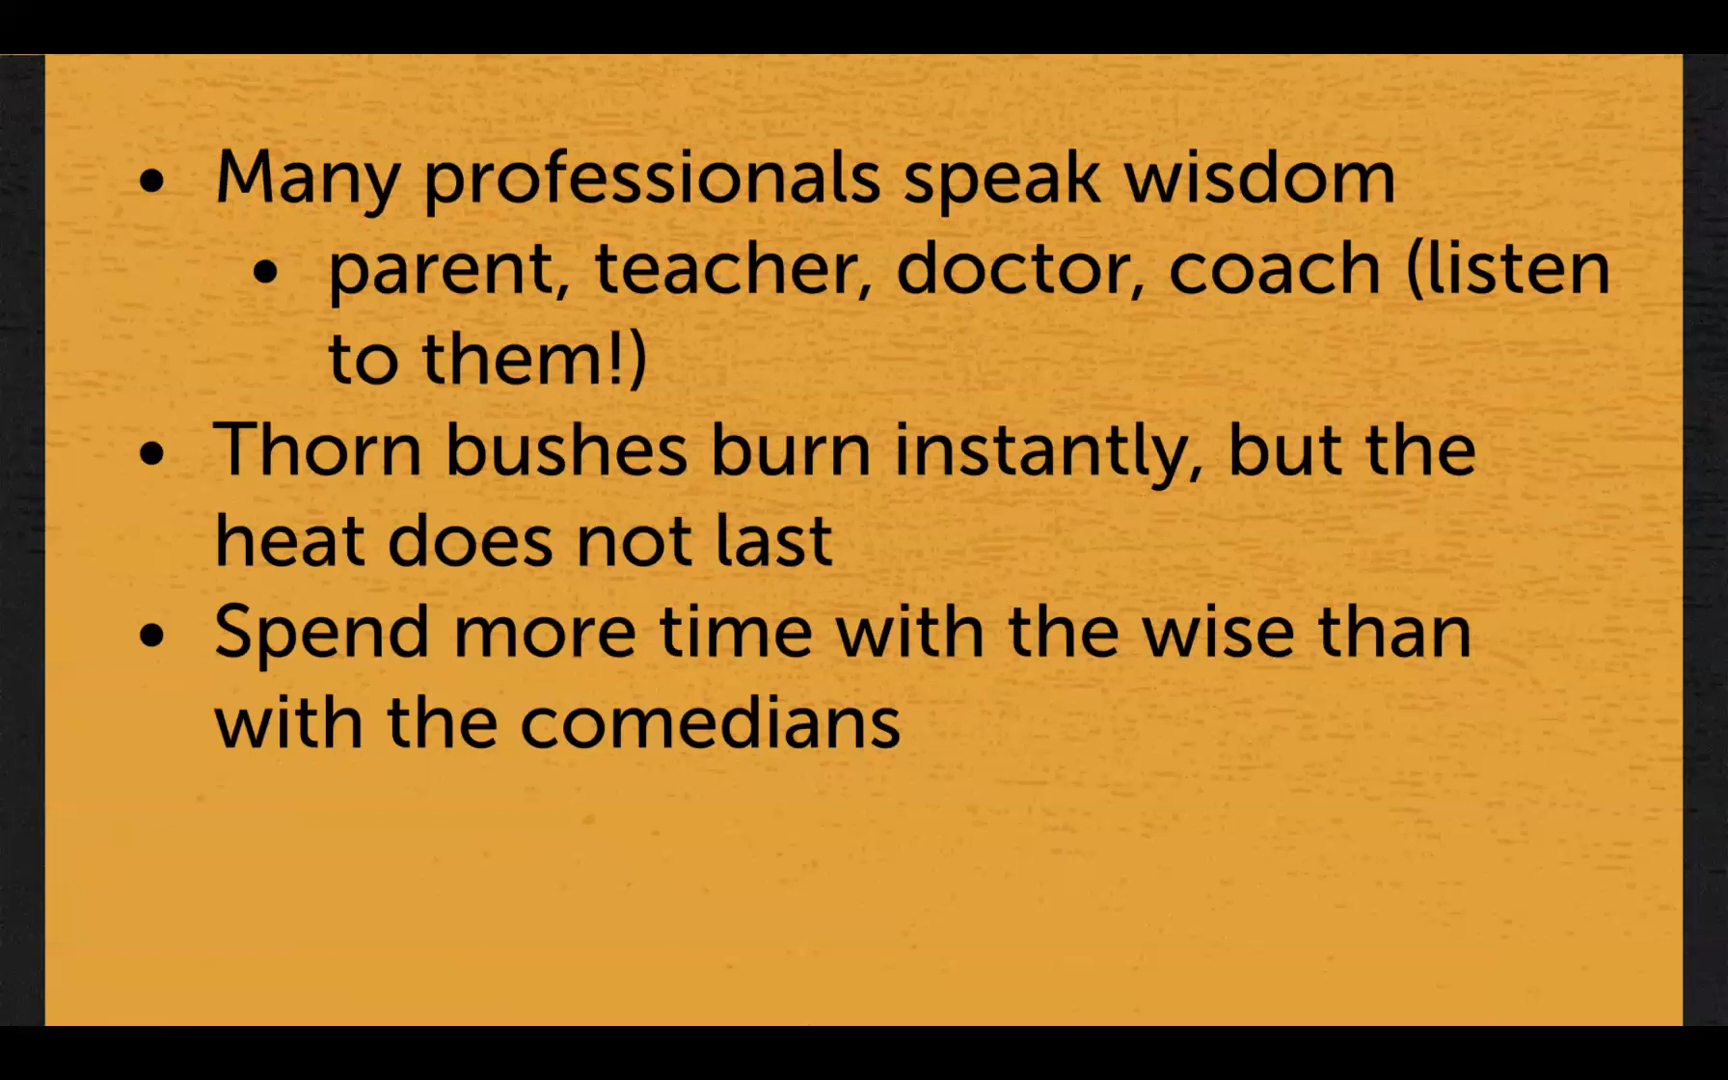 • Many professionals speak wisdom
• parent, teacher, doctor, coach (listen
to them!)
• Thorn bushes burn instantly, but the
heat does not last
• Spend more time with the wise than
with the comedians